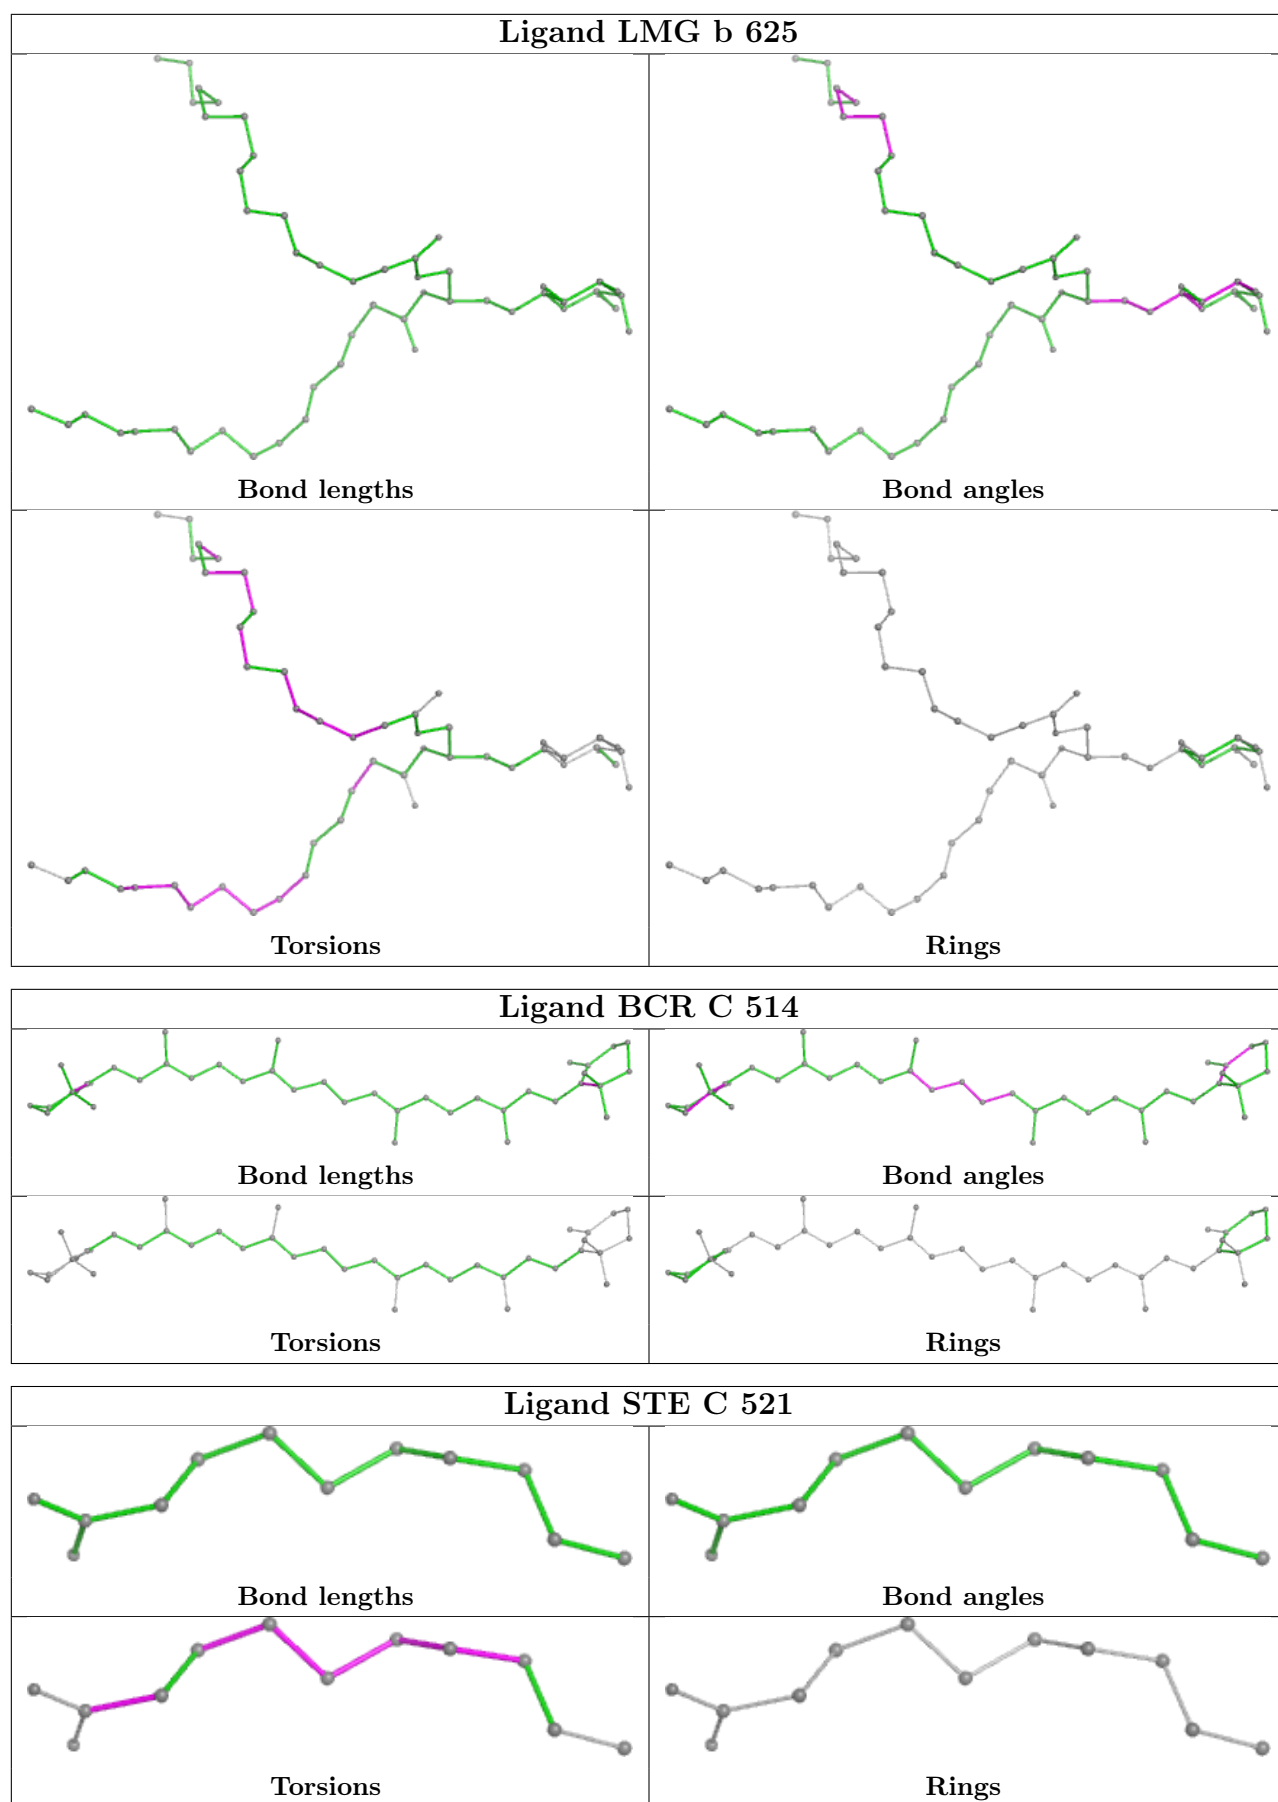 Ligand LMG b 625
Bond lengths
Bond angles
Torsions
Rings
Ligand BCR C 514
Bond lengths
Bond angles
Torsions
Rings
Ligand STE C 521
Bond lengths
Bond angles
Torsions
Rings